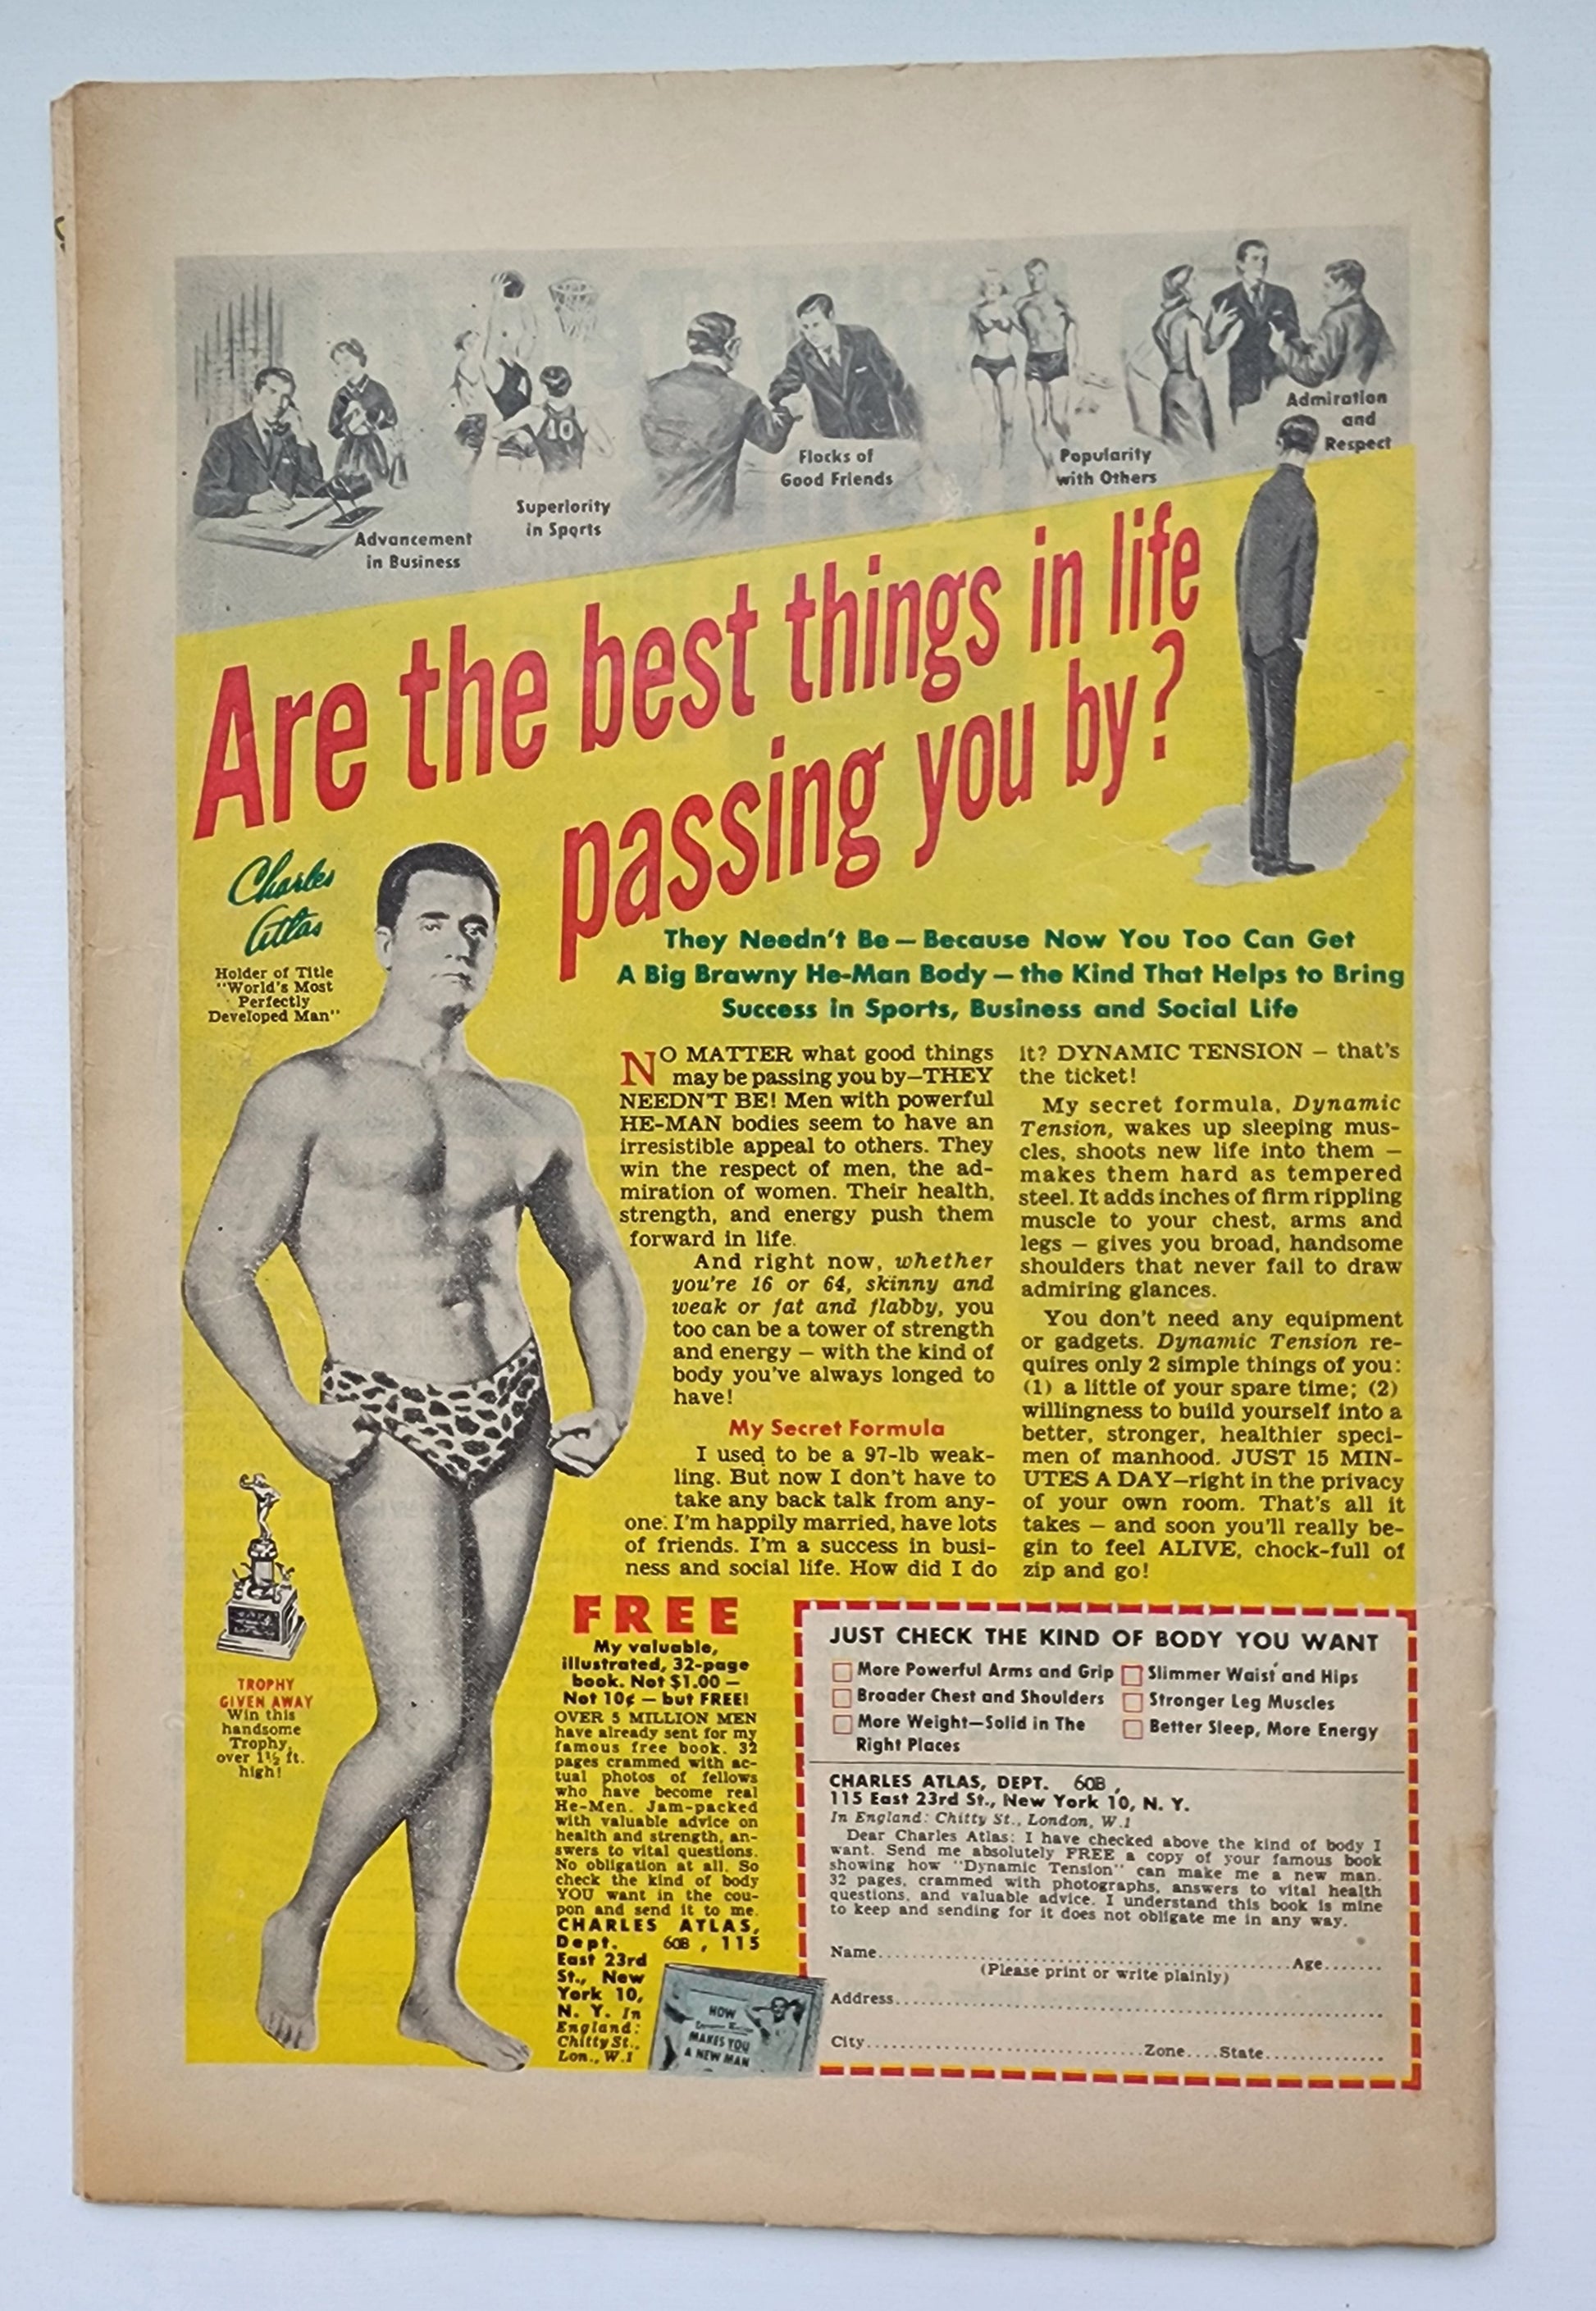 Advancement
in Business
Superiority
in Sports
10
Flocks of
Good Friends
Popularity
with Others
Admiration
and
Respect
Are the best things in life
passing you by?
Charles
Atlas
Holder of Title
"World's Most
Perfectly
Developed Man"
They Needn't Be — Because Now You Too Can Get
A Big Brawny He-Man Body — the Kind That Helps to Bring
Success in Sports, Business and Social Life
NO MATTER what good things
may be passing you by—THEY
NEEDN'T BE! Men with powerful
HE-MAN bodies seem to have an
irresistible appeal to others. They
win the respect of men, the ad-
miration of women. Their health,
strength, and energy push them
forward in life.
And right now, whether
you're 16 or 64, skinny and
weak or fat and flabby, you
too can be a tower of strength
and energy — with the kind of
body you've always longed to
have!
My Secret Formula
I used to be a 97-lb weak-
ling. But now I don't have to
take any back talk from any-
one. I'm happily married, have lots
of friends. I'm a success in busi-
ness and social life. How did I do
it? DYNAMIC TENSION — that's
the ticket!
My secret formula, Dynamic
Tension, wakes up sleeping mus-
cles, shoots new life into them —
makes them hard as tempered
steel. It adds inches of firm rippling
muscle to your chest, arms and
legs — gives you broad, handsome
shoulders that never fail to draw
admiring glances.
You don't need any equipment
or gadgets. Dynamic Tension re-
quires only 2 simple things of you:
(1) a little of your spare time; (2)
willingness to build yourself into a
better, stronger, healthier speci-
men of manhood. JUST 15 MIN-
UTES A DAY—right in the privacy
of your own room. That's all it
takes — and soon you'll really be-
gin to feel ALIVE, chock-full of
zip and go!
TROPHY
GIVEN AWAY
Win this
handsome
Trophy,
over 1½ ft.
high!
FREE
My valuable,
illustrated, 32-page
book. Not $1.00 —
Not 10¢ — but FREE!
OVER 5 MILLION MEN
have already sent for my
famous free book. 32
pages crammed with ac-
tual photos of fellows
who have become real
He-Men. Jam-packed
with valuable advice on
health and strength, an-
swers to vital questions.
No obligation at all. So
check the kind of body
YOU want in the cou-
pon and send it to me.
CHARLES ATLAS,
Dept. 60B, 115
East 23rd
St., New
York 10,
N. Y. In
England:
Chitty St.,
Lon., W.1
HOW
MAKES YOU
A NEW MAN
JUST CHECK THE KIND OF BODY YOU WANT
More Powerful Arms and Grip
Broader Chest and Shoulders
More Weight—Solid in The
Right Places
Slimmer Waist and Hips
Stronger Leg Muscles
Better Sleep, More Energy
CHARLES ATLAS, DEPT. 60B,
115 East 23rd St., New York 10, N. Y.
In England: Chitty St., London, W.1
Dear Charles Atlas: I have checked above the kind of body I
want. Send me absolutely FREE a copy of your famous book
showing how "Dynamic Tension" can make me a new man.
32 pages, crammed with photographs, answers to vital health
questions, and valuable advice. I understand this book is mine
to keep and sending for it does not obligate me in any way.
Name..............................Age.......
(Please print or write plainly)
Address..............................
City..............................Zone....State..............